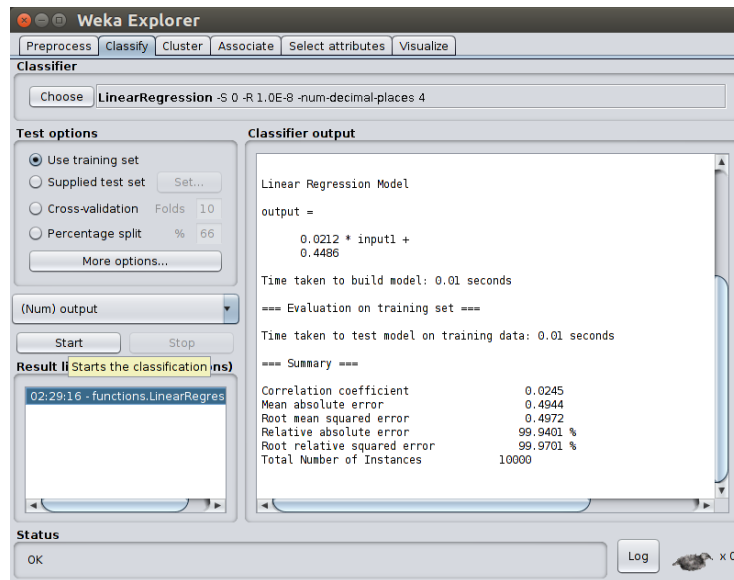 Weka Explorer
Preprocess Classify Cluster Associate Select attributes Visualize
Classifier
Choose LinearRegression -S 0 -R 1.0E-8 -num-decimal-places 4
Test options
Use training set
Supplied test set Set...
Cross-validation Folds 10
Percentage split % 66
More options...
(Num) output
Start Stop
Starts the classification
Result li ns)
02:29:16 - functions.LinearRegres
Classifier output
Linear Regression Model
output =
0.0212 * input1 +
0.4486
Time taken to build model: 0.01 seconds
=== Evaluation on training set ===
Time taken to test model on training data: 0.01 seconds
=== Summary ===
Correlation coefficient 0.0245
Mean absolute error 0.4944
Root mean squared error 0.4972
Relative absolute error 99.9401 %
Root relative squared error 99.9701 %
Total Number of Instances 10000
Status
OK
Log
x 0